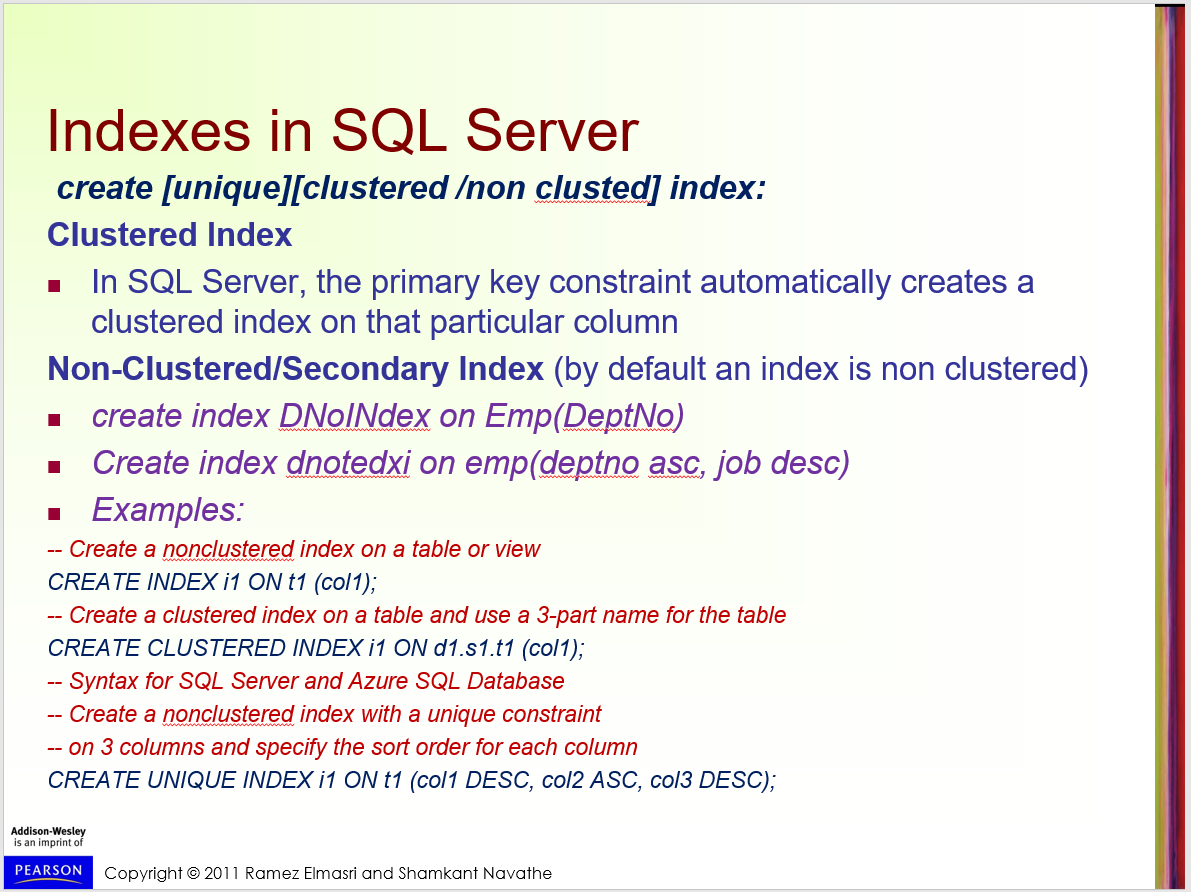 Indexes in SQL Server
create [unique][clustered /non clusted] index:
Clustered Index
In SQL Server, the primary key constraint automatically creates a
clustered index on that particular column
Non-Clustered/Secondary Index (by default an index is non clustered)
create index DNoINdex on Emp(DeptNo)
Create index dnotedxi on emp(deptno asc, job desc)
Examples:
-- Create a nonclustered index on a table or view
CREATE INDEX i1 ON t1 (col1);
-- Create a clustered index on a table and use a 3-part name for the table
CREATE CLUSTERED INDEX i1 ON d1.s1.t1 (col1);
-- Syntax for SQL Server and Azure SQL Database
-- Create a nonclustered index with a unique constraint
-- on 3 columns and specify the sort order for each column
CREATE UNIQUE INDEX i1 ON t1 (col1 DESC, col2 ASC, col3 DESC);
Addison-Wesley
is an imprint of
PEARSON
Copyright © 2011 Ramez Elmasri and Shamkant Navathe